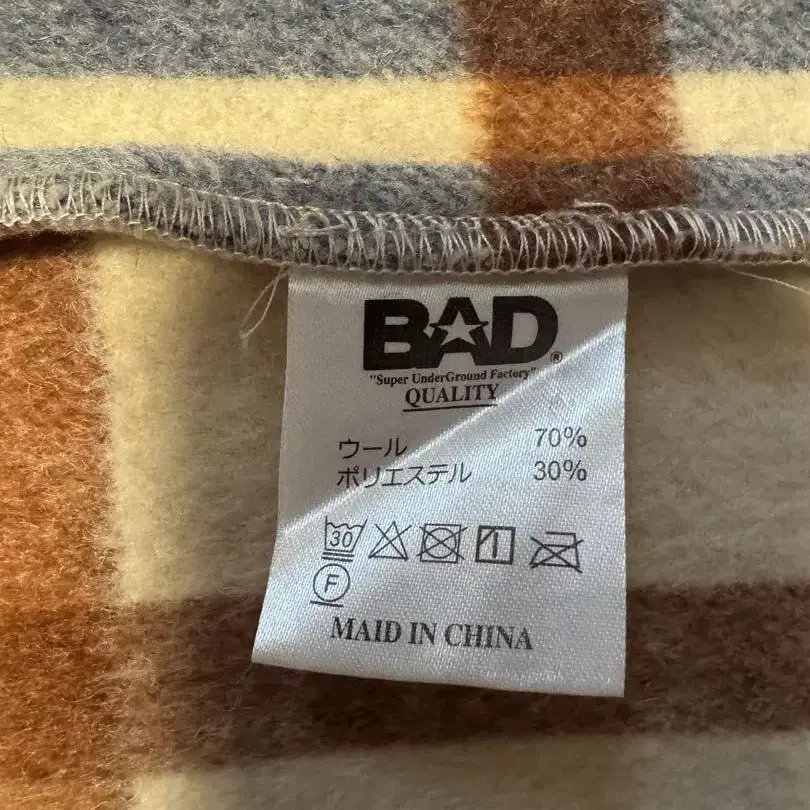 BAD®
"Super UnderGround Factory"
QUALITY
ウール 70%
ポリエステル 30%
30
F
MAID IN CHINA